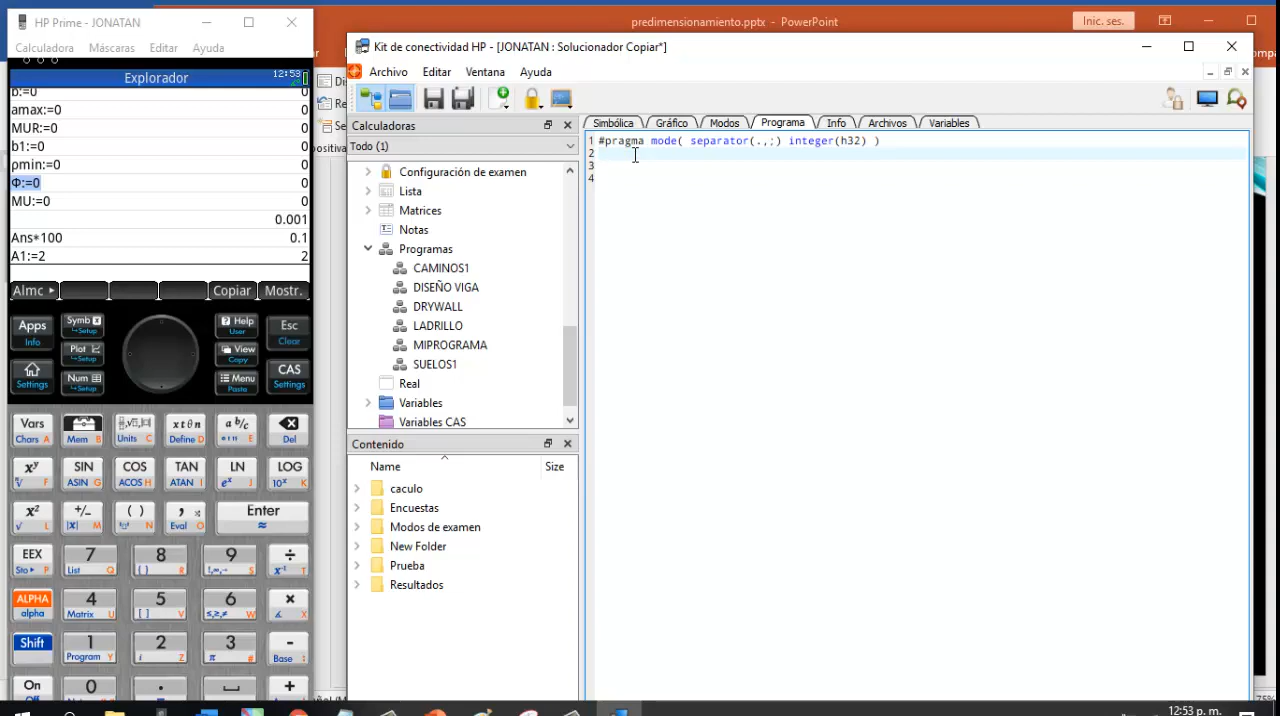 predimensionamiento.pptx - PowerPoint
Inic. ses.
HP Prime - JONATAN
Calculadora Máscaras Editar Ayuda
Explorador 12:53
b:=0 0
amax:=0 0
MUR:=0 0
b1:=0 0
ρmin:=0 0
Φ:=0 0
MU:=0 0
0.001
Ans*100 0.1
A1:=2 2
Almc Copiar Mostr.
Apps Info
Symb Setup
Plot Setup
Num Setup
Help User
View Copy
Menu Paste
Esc Clear
Settings
CAS Settings
Vars Chars A
Mem B
Units C
x t θ n Define D
a b/c E
Del
xʸ F
SIN ASIN G
COS ACOS H
TAN ATAN I
LN eˣ J
LOG 10ˣ K
x² √ L
+/- |x| M
( ) N
, Eval O
Enter ≈
EEX Sto P
7 List Q
8 { } R
9 !,∞,→ S
÷ x⁻¹ T
ALPHA alpha
4 Matrix U
5 [ ] V
6 ≤,≥,≠ W
× X
Shift
1 Program Y
2 i Z
3 π #
- Base :
On
0
.
+
Kit de conectividad HP - [JONATAN : Solucionador Copiar*]
Archivo Editar Ventana Ayuda
Calculadoras
Todo (1)
Configuración de examen
Lista
Matrices
Notas
Programas
CAMINOS1
DISEÑO VIGA
DRYWALL
LADRILLO
MIPROGRAMA
SUELOS1
Real
Variables
Variables CAS
Contenido
Name Size
caculo
Encuestas
Modos de examen
New Folder
Prueba
Resultados
Simbólica Gráfico Modos Programa Info Archivos Variables
1 #pragma mode( separator(.,;) integer(h32) )
2
3
4
12:53 p. m.